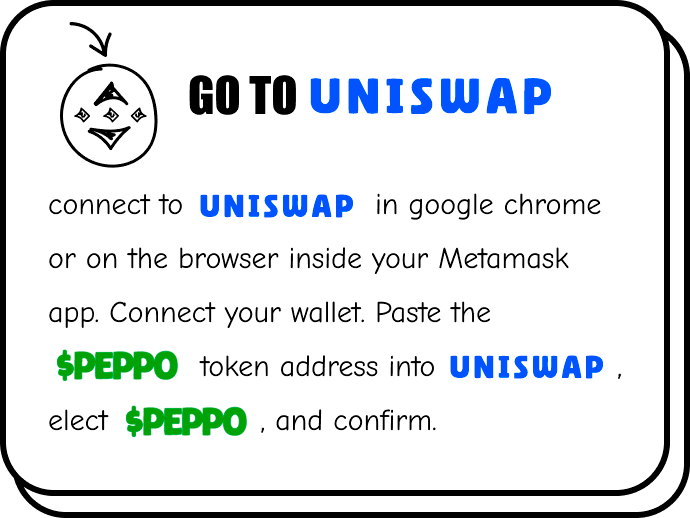 GO TO UNISWAP
connect to UNISWAP in google chrome
or on the browser inside your Metamask
app. Connect your wallet. Paste the
$PEPPO token address into UNISWAP ,
elect $PEPPO , and confirm.